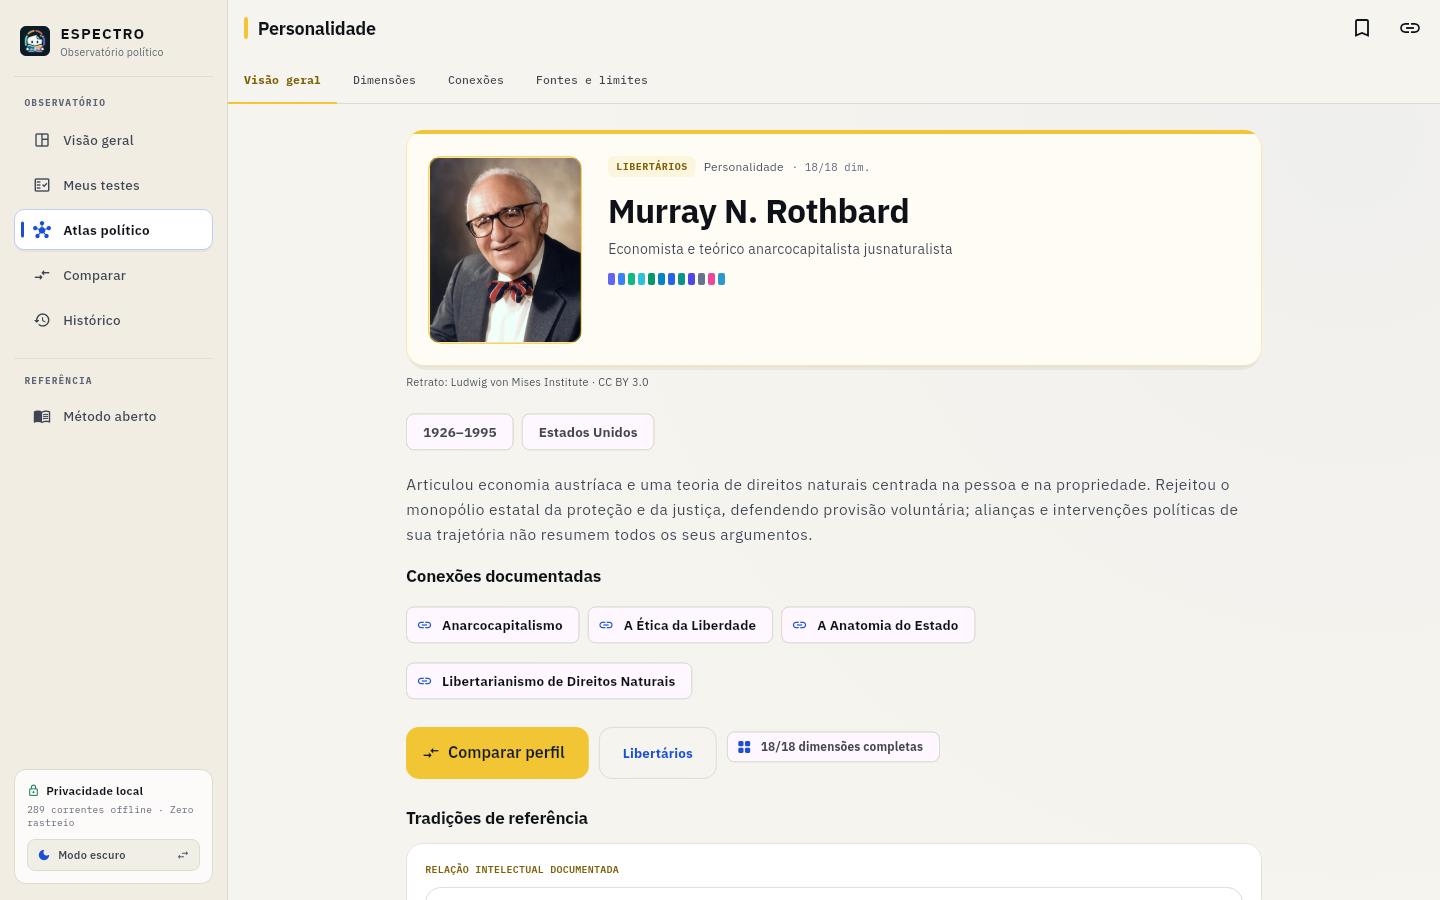 ESPECTRO
Observatório político
OBSERVATÓRIO
Visão geral
Meus testes
Atlas político
Comparar
Histórico
REFERÊNCIA
Método aberto
Privacidade local
289 correntes offline · Zero
rastreio
Modo escuro
Personalidade
Visão geral
Dimensões
Conexões
Fontes e limites
LIBERTÁRIOS Personalidade · 18/18 dim.
Murray N. Rothbard
Economista e teórico anarcocapitalista jusnaturalista
Retrato: Ludwig von Mises Institute · CC BY 3.0
1926–1995
Estados Unidos
Articulou economia austríaca e uma teoria de direitos naturais centrada na pessoa e na propriedade. Rejeitou o
monopólio estatal da proteção e da justiça, defendendo provisão voluntária; alianças e intervenções políticas de
sua trajetória não resumem todos os seus argumentos.
Conexões documentadas
Anarcocapitalismo
A Ética da Liberdade
A Anatomia do Estado
Libertarianismo de Direitos Naturais
Comparar perfil
Libertários
18/18 dimensões completas
Tradições de referência
RELAÇÃO INTELECTUAL DOCUMENTADA